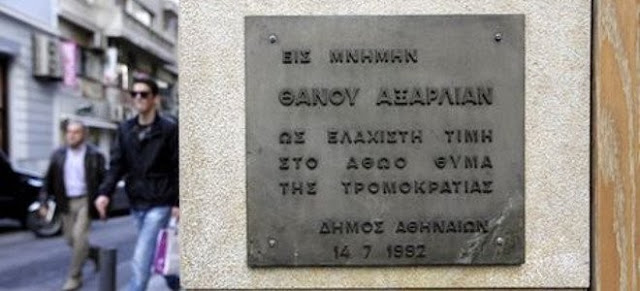 ΕΙΣ ΜΝΗΜΗΝ
ΘΑΝΟΥ ΑΞΑΡΛΙΑΝ
ΩΣ ΕΛΑΧΙΣΤΗ ΤΙΜΗ
ΣΤΟ ΑΘΩΟ ΘΥΜΑ
ΤΗΣ ΤΡΟΜΟΚΡΑΤΙΑΣ
ΔΗΜΟΣ ΑΘΗΝΑΙΩΝ
14 7 1992